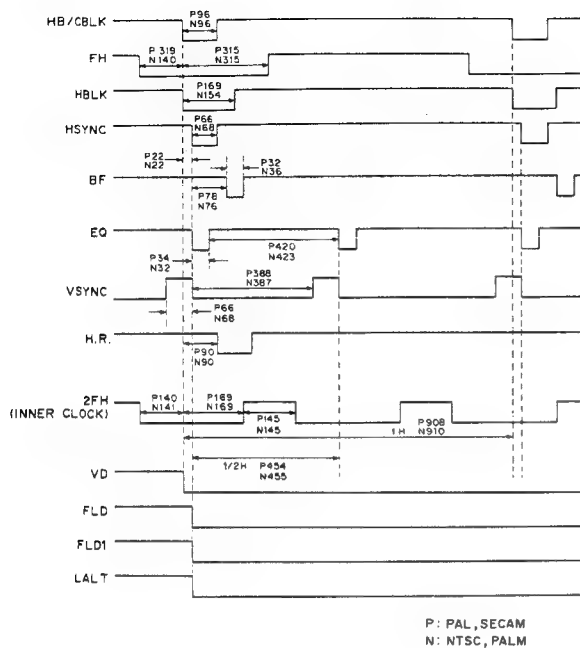 HB/CBLK
P96
N96
FH
P 319
N140
P315
N315
HBLK
P169
N154
HSYNC
P66
N68
P22
N22
P32
N36
BF
P78
N76
EQ
P420
N423
P34
N32
P388
N387
VSYNC
P66
N68
H.R.
P90
N90
2FH
(INNER CLOCK)
P140
N141
P169
N169
P145
N145
P908
1H N910
1/2H P454
N455
VD
FLD
FLD1
LALT
P: PAL, SECAM
N: NTSC, PALM